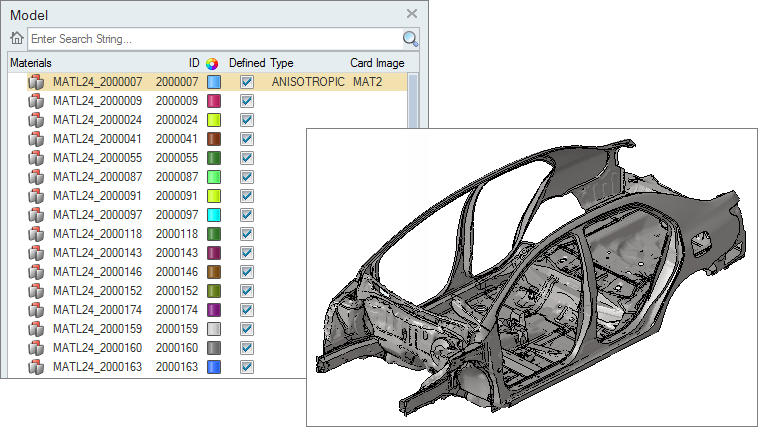 Model
Enter Search String...
Materials ID Defined Type Card Image
MATL24_2000007 2000007 ANISOTROPIC MAT2
MATL24_2000009 2000009
MATL24_2000024 2000024
MATL24_2000041 2000041
MATL24_2000055 2000055
MATL24_2000087 2000087
MATL24_2000091 2000091
MATL24_2000097 2000097
MATL24_2000118 2000118
MATL24_2000143 2000143
MATL24_2000146 2000146
MATL24_2000152 2000152
MATL24_2000174 2000174
MATL24_2000159 2000159
MATL24_2000160 2000160
MATL24_2000163 2000163